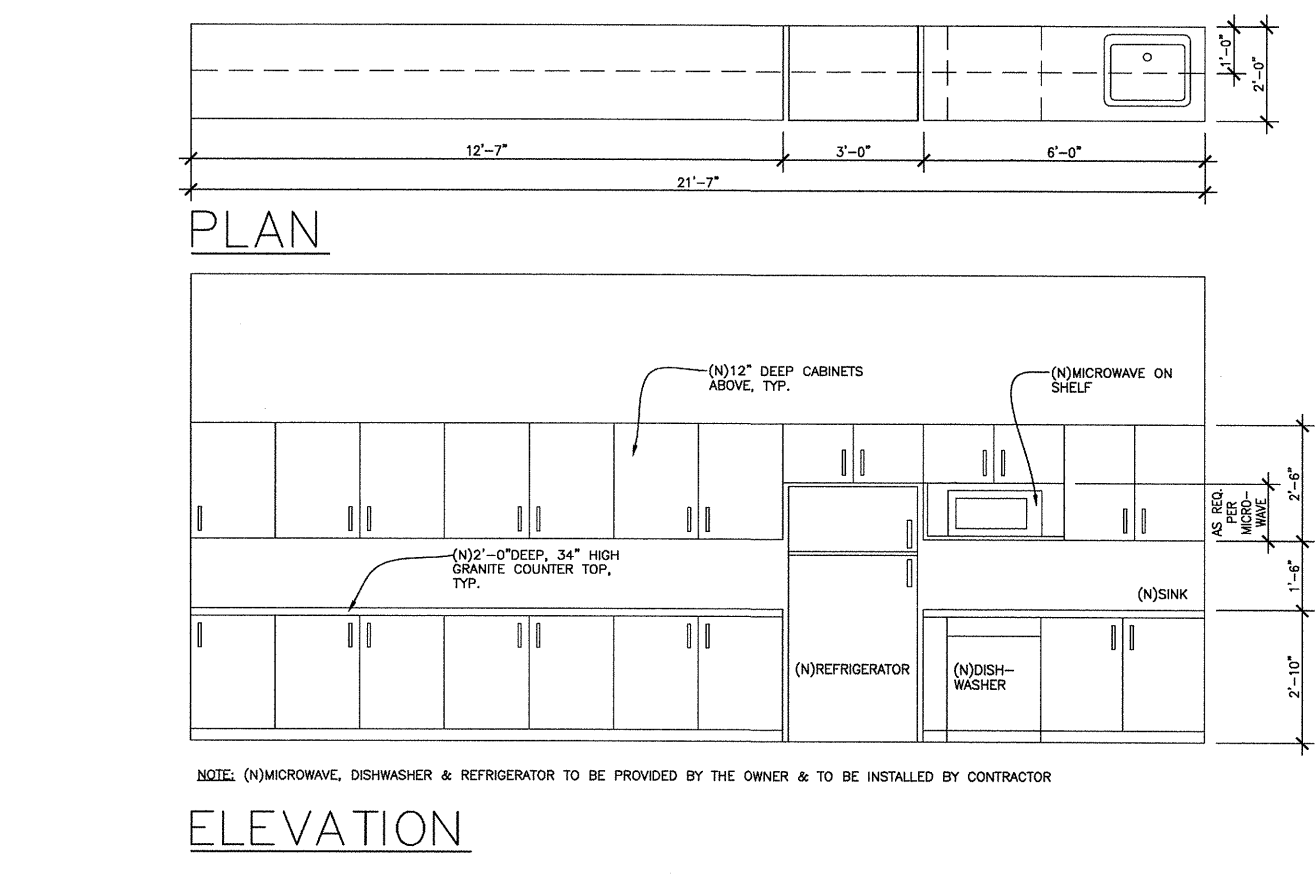 1'-0"
2'-0"
12'-7"
3'-0"
6'-0"
21'-7"
PLAN
(N)12" DEEP CABINETS
ABOVE, TYP.
(N)MICROWAVE ON
SHELF
2'-6"
AS REQ.
PER
MICRO-
WAVE
(N)2'-0"DEEP, 34" HIGH
GRANITE COUNTER TOP,
TYP.
1'-6"
(N)SINK
(N)REFRIGERATOR
(N)DISH-
WASHER
2'-10"
NOTE: (N)MICROWAVE, DISHWASHER & REFRIGERATOR TO BE PROVIDED BY THE OWNER & TO BE INSTALLED BY CONTRACTOR
ELEVATION